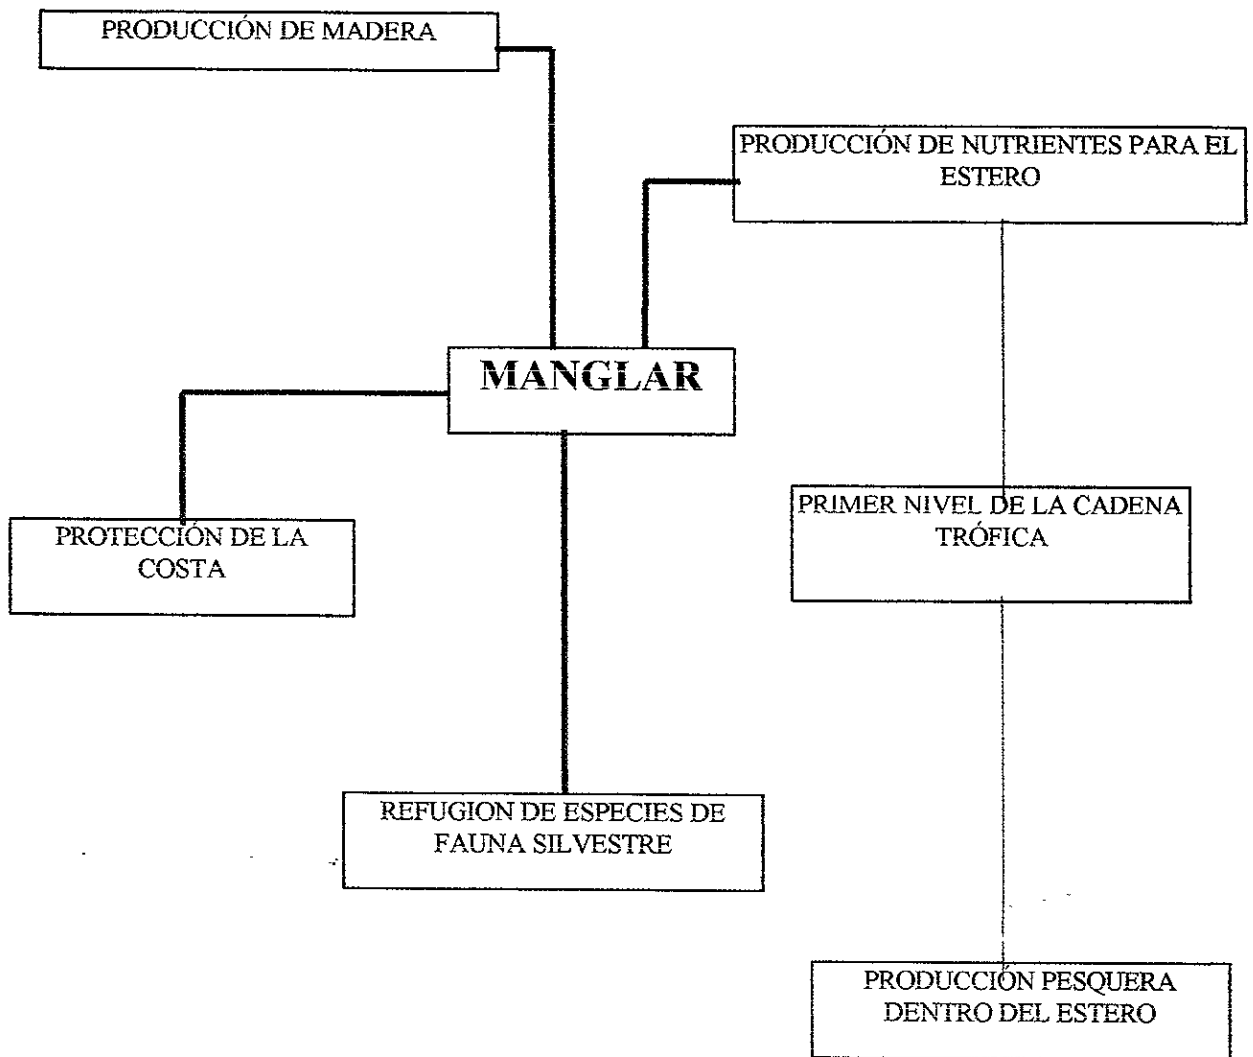 PRODUCCIÓN DE MADERA
PRODUCCIÓN DE NUTRIENTES PARA EL
ESTERO
MANGLAR
PROTECCIÓN DE LA
COSTA
PRIMER NIVEL DE LA CADENA
TRÓFICA
REFUGION DE ESPECIES DE
FAUNA SILVESTRE
PRODUCCIÓN PESQUERA
DENTRO DEL ESTERO